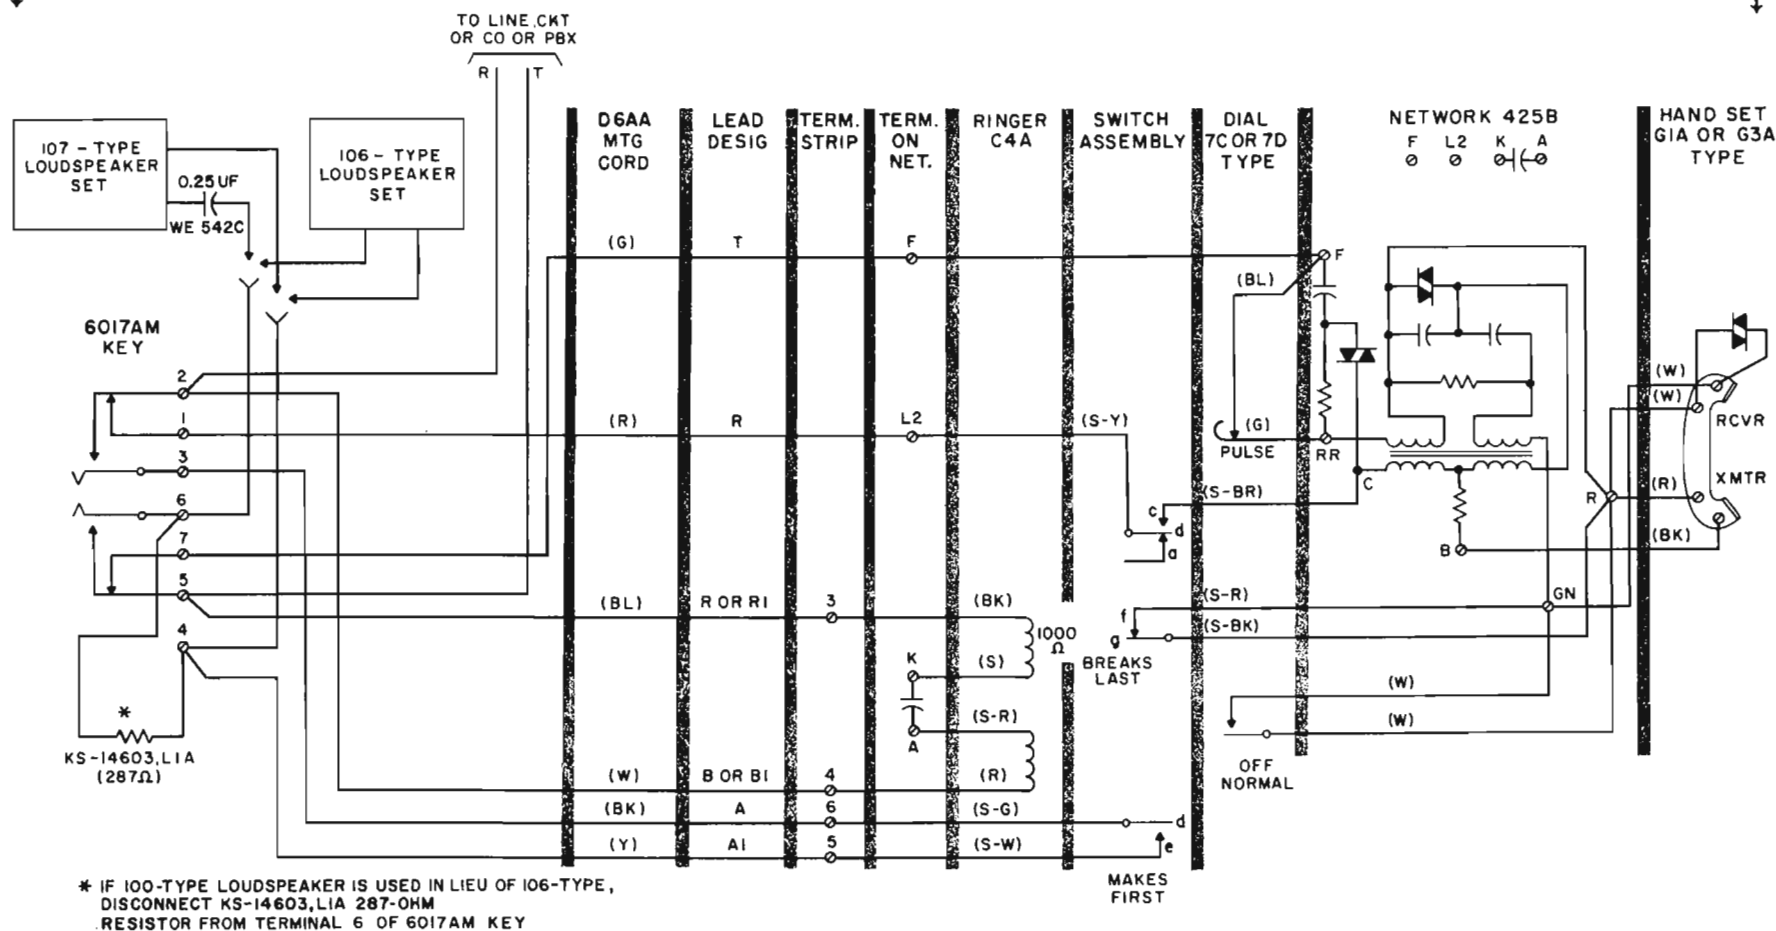 TO LINE,CKT
OR CO OR PBX
R T
D6AA
MTG
CORD
LEAD
DESIG
TERM.
STRIP
TERM.
ON
NET.
RINGER
C4A
SWITCH
ASSEMBLY
DIAL
7C OR 7D
TYPE
NETWORK 425B
F L2 K A
HAND SET
G1A OR G3A
TYPE
107 - TYPE
LOUDSPEAKER
SET
0.25 UF
WE 542C
106 - TYPE
LOUDSPEAKER
SET
6017AM
KEY
2
1
3
6
7
5
4
*
KS-14603,L1A
(287Ω)
(G) T F
(BL)
F
(R) R L2 (S-Y)
(G)
PULSE
RR
C
(S-BR)
c
d
a
(W)
(W)
RCVR
R
(R)
XMTR
B
(BK)
(BL) R OR R1 3 (BK)
1000
Ω
(S)
K
A
(S-R)
f
g
BREAKS
LAST
(S-R)
GN
(S-BK)
(W)
(W)
OFF
NORMAL
(W) B OR B1 4 (R)
(BK) A 6 (S-G) d
(Y) A1 5 (S-W) e
MAKES
FIRST
* IF 100-TYPE LOUDSPEAKER IS USED IN LIEU OF 106-TYPE,
DISCONNECT KS-14603,L1A 287-OHM
RESISTOR FROM TERMINAL 6 OF 6017AM KEY